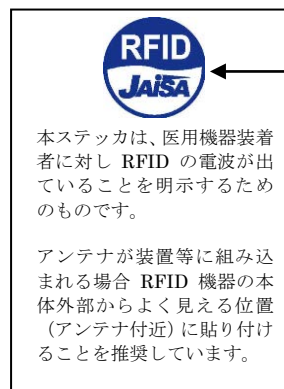 RFID
JAISA
本ステッカは、医用機器装着
者に対し RFID の電波が出
ていることを明示するため
のものです。
アンテナが装置等に組み込
まれる場合 RFID 機器の本
体外部からよく見える位置
（アンテナ付近）に貼り付け
ることを推奨しています。